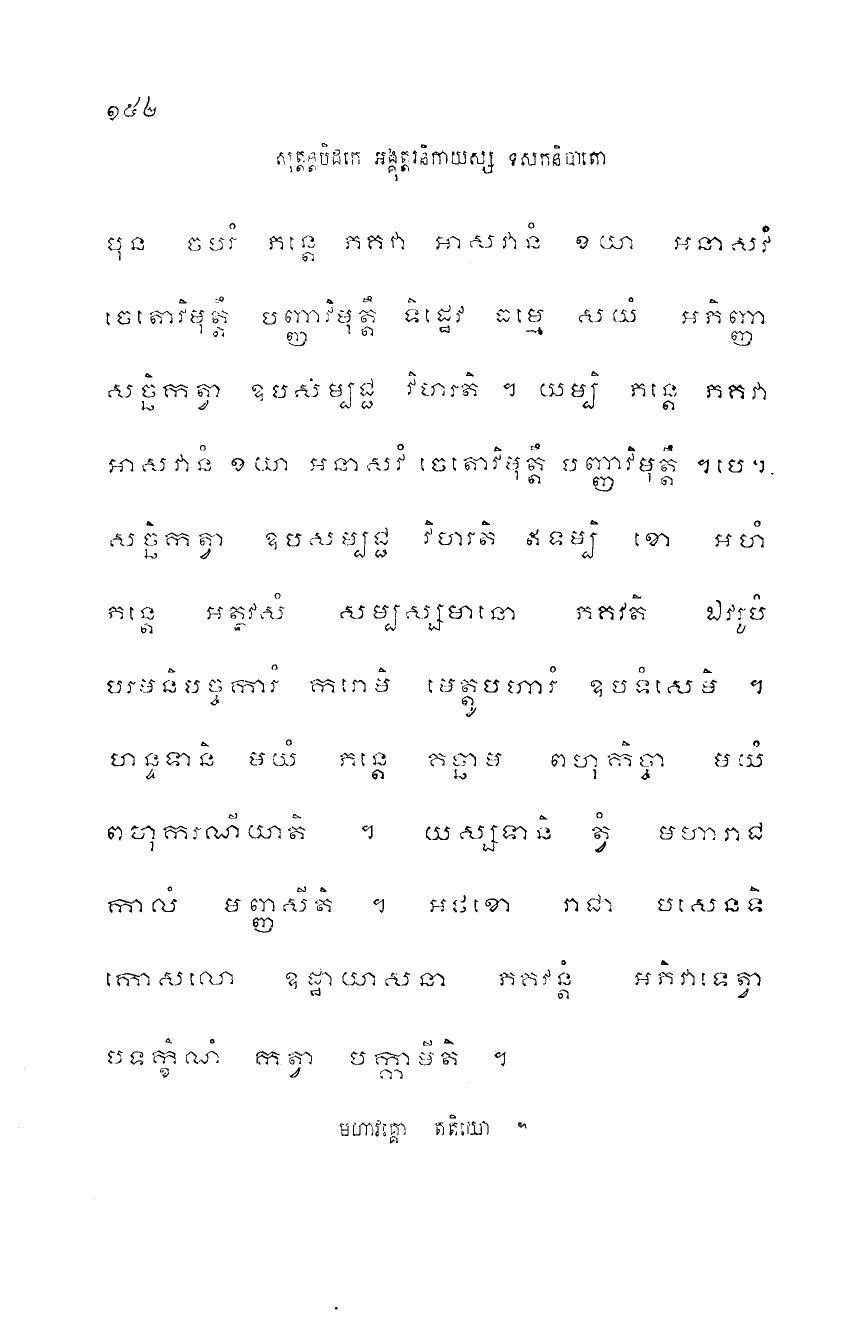 ១៤២
សុត្តន្តបិដកេ អង្គុត្តរនិកាយស្ស ទសកនិបាតោ
បុន ចបរំ ភន្តេ ភគវា អាសវានំ ខយា អនាសវំ
ចេតោវិមុត្តឹ បញ្ញាវិមុត្តឹ ទិដ្ឋេវ ធម្មេ សយំ អភិញ្ញា
សច្ឆិកត្វា ឧបសម្បជ្ជ វិហរតិ ។ យម្បិ ភន្តេ ភគវា
អាសវានំ ខយា អនាសវំ ចេតោវិមុត្តឹ បញ្ញាវិមុត្តឹ ។បេ។
សច្ឆិកត្វា ឧបសម្បជ្ជ វិហរតិ ឥទម្បិ ខោ អហំ
ភន្តេ អត្ថវសំ សម្បស្សមានោ ភគវតិ ឯវរូបំ
បរមនិបច្ចការំ ករោមិ មេត្តូបហារំ ឧបទំសេមិ ។
ហន្ទទានិ មយំ ភន្តេ គច្ឆាម ពហុកិច្ចា មយំ
ពហុករណីយាតិ ។ យស្សទានិ ត្វំ មហារាជ
កាលំ មញ្ញសីតិ ។ អថខោ រាជា បសេនទិ
កោសលោ ឧដ្ឋាយាសនា ភគវន្តំ អភិវាទេត្វា
បទក្ខិណំ កត្វា បក្កាមីតិ ។
មហាវគ្គោ តតិយោ ។